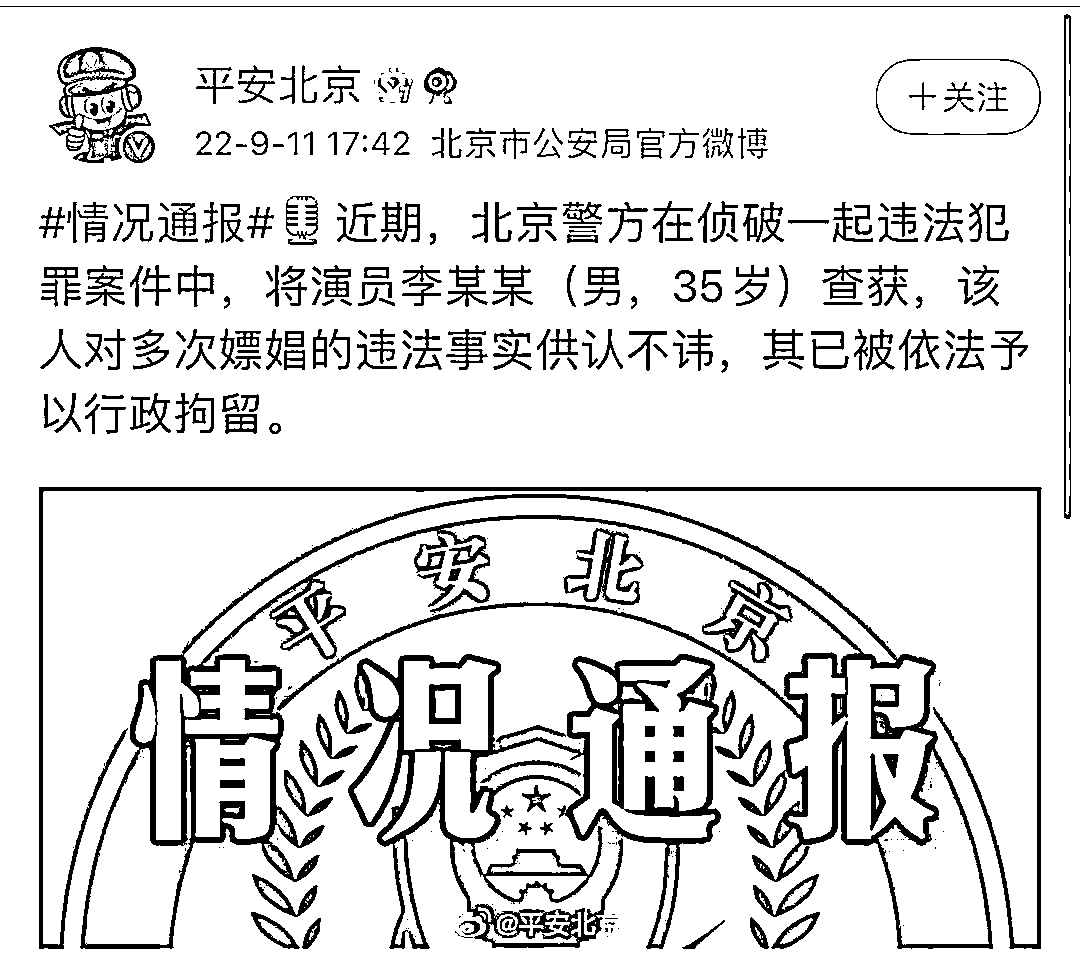 平安北京
+关注
22-9-11 17:42 北京市公安局官方微博
#情况通报# 近期，北京警方在侦破一起违法犯
罪案件中，将演员李某某（男，35岁）查获，该
人对多次嫖娼的违法事实供认不讳，其已被依法予
以行政拘留。
平安北京
情况通报
@平安北京